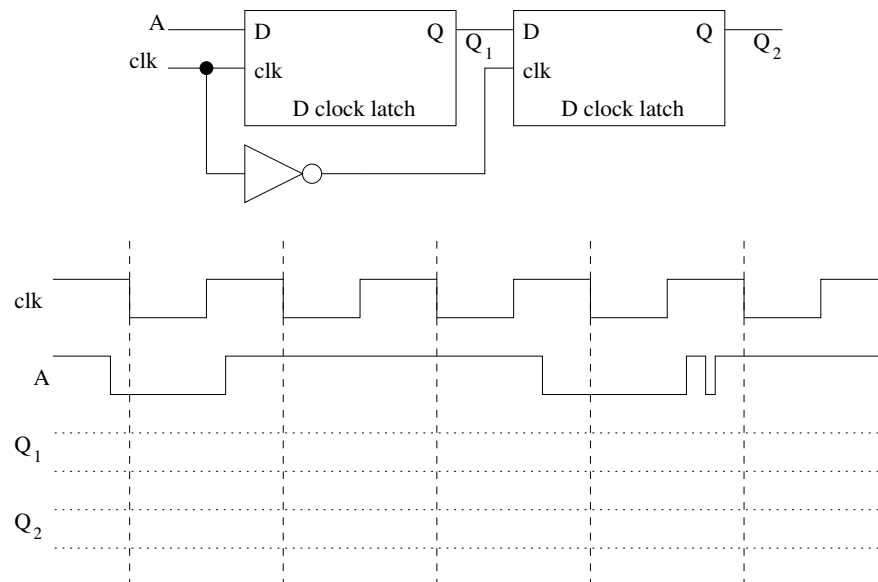 A D Q Q1 D Q Q2
clk clk clk
D clock latch D clock latch
clk
A
Q1
Q2